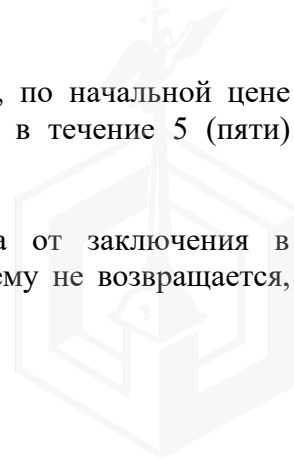 , по начальной цене
в течение 5 (пяти)
от заключения в
ему не возвращается,